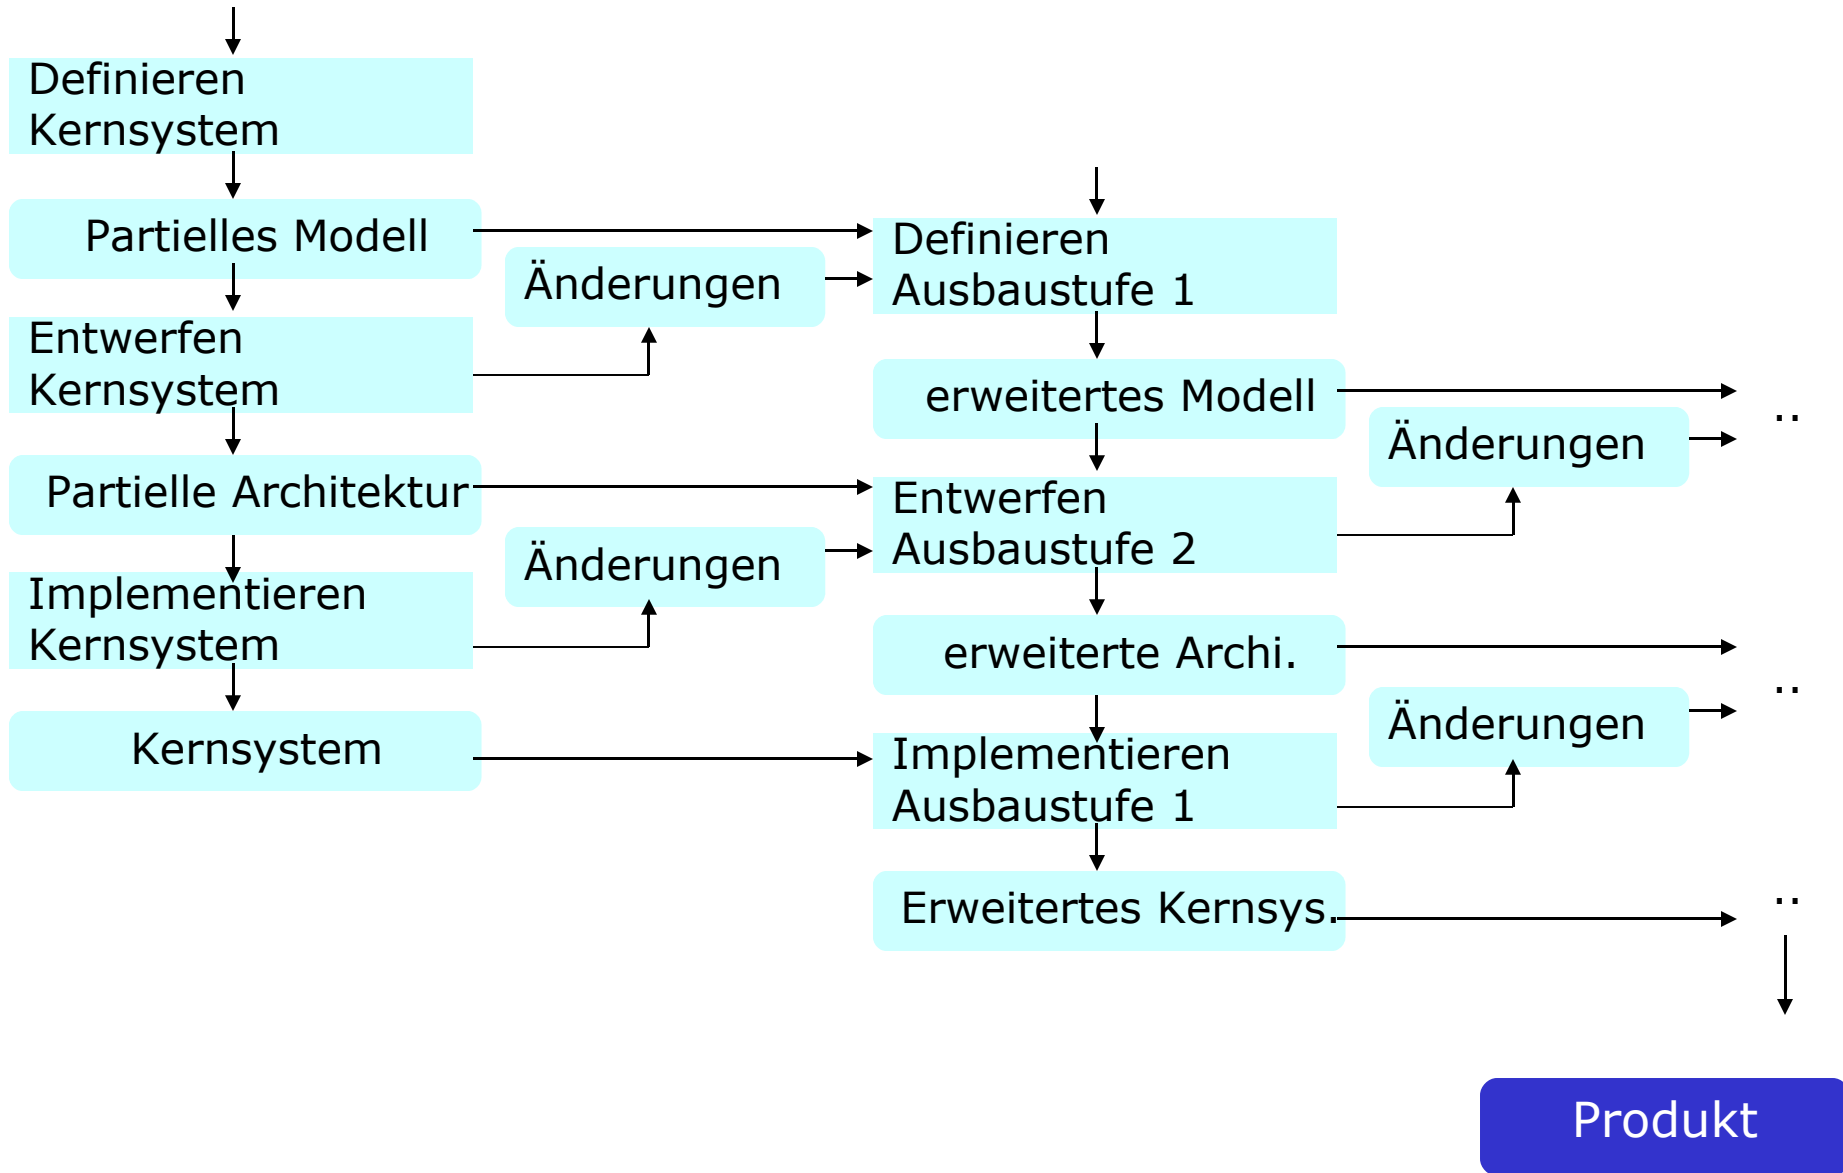 Definieren
Kernsystem
Partielles Modell
Änderungen
Entwerfen
Kernsystem
Partielle Architektur
Änderungen
Implementieren
Kernsystem
Kernsystem
Definieren
Ausbaustufe 1
erweitertes Modell
Änderungen
..
Entwerfen
Ausbaustufe 2
erweiterte Archi.
Änderungen
..
Implementieren
Ausbaustufe 1
Erweitertes Kernsys.
..
Produkt